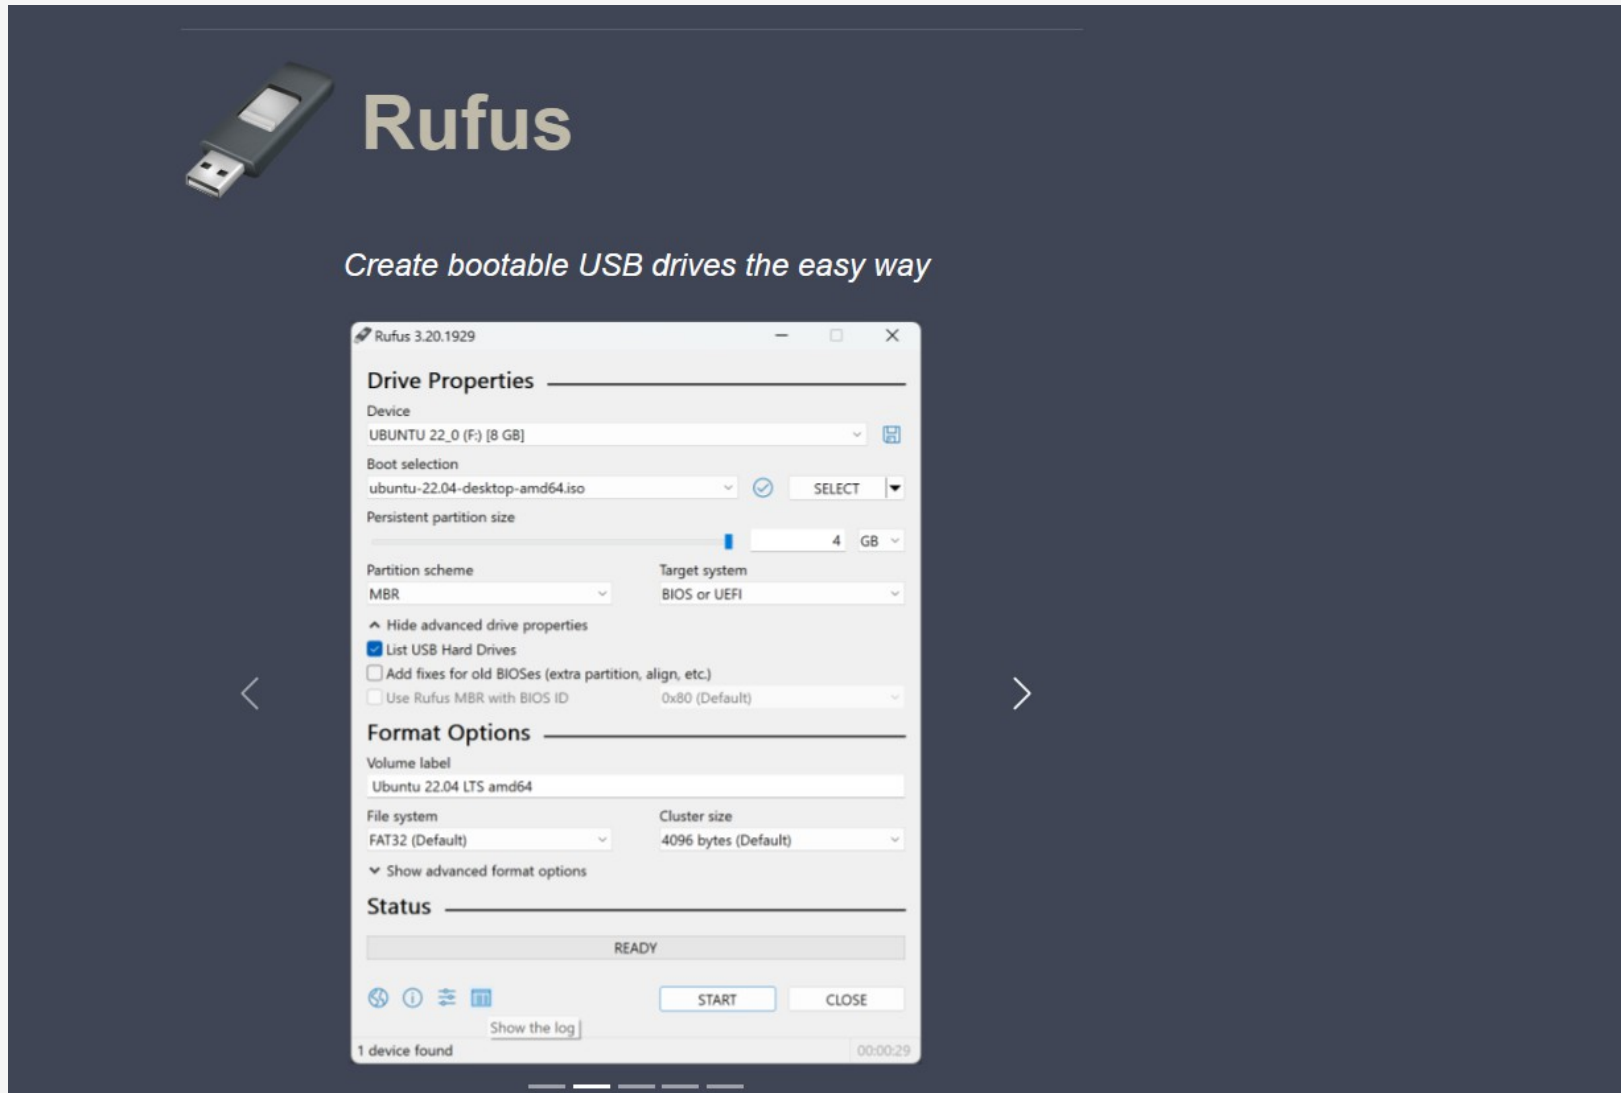 Rufus
Create bootable USB drives the easy way
Rufus 3.20.1929
Drive Properties
Device
UBUNTU 22_0 (F:) [8 GB]
Boot selection
ubuntu-22.04-desktop-amd64.iso SELECT
Persistent partition size
4 GB
Partition scheme Target system
MBR BIOS or UEFI
Hide advanced drive properties
List USB Hard Drives
Add fixes for old BIOSes (extra partition, align, etc.)
Use Rufus MBR with BIOS ID 0x80 (Default)
Format Options
Volume label
Ubuntu 22.04 LTS amd64
File system Cluster size
FAT32 (Default) 4096 bytes (Default)
Show advanced format options
Status
READY
START CLOSE
Show the log
1 device found 00:00:29